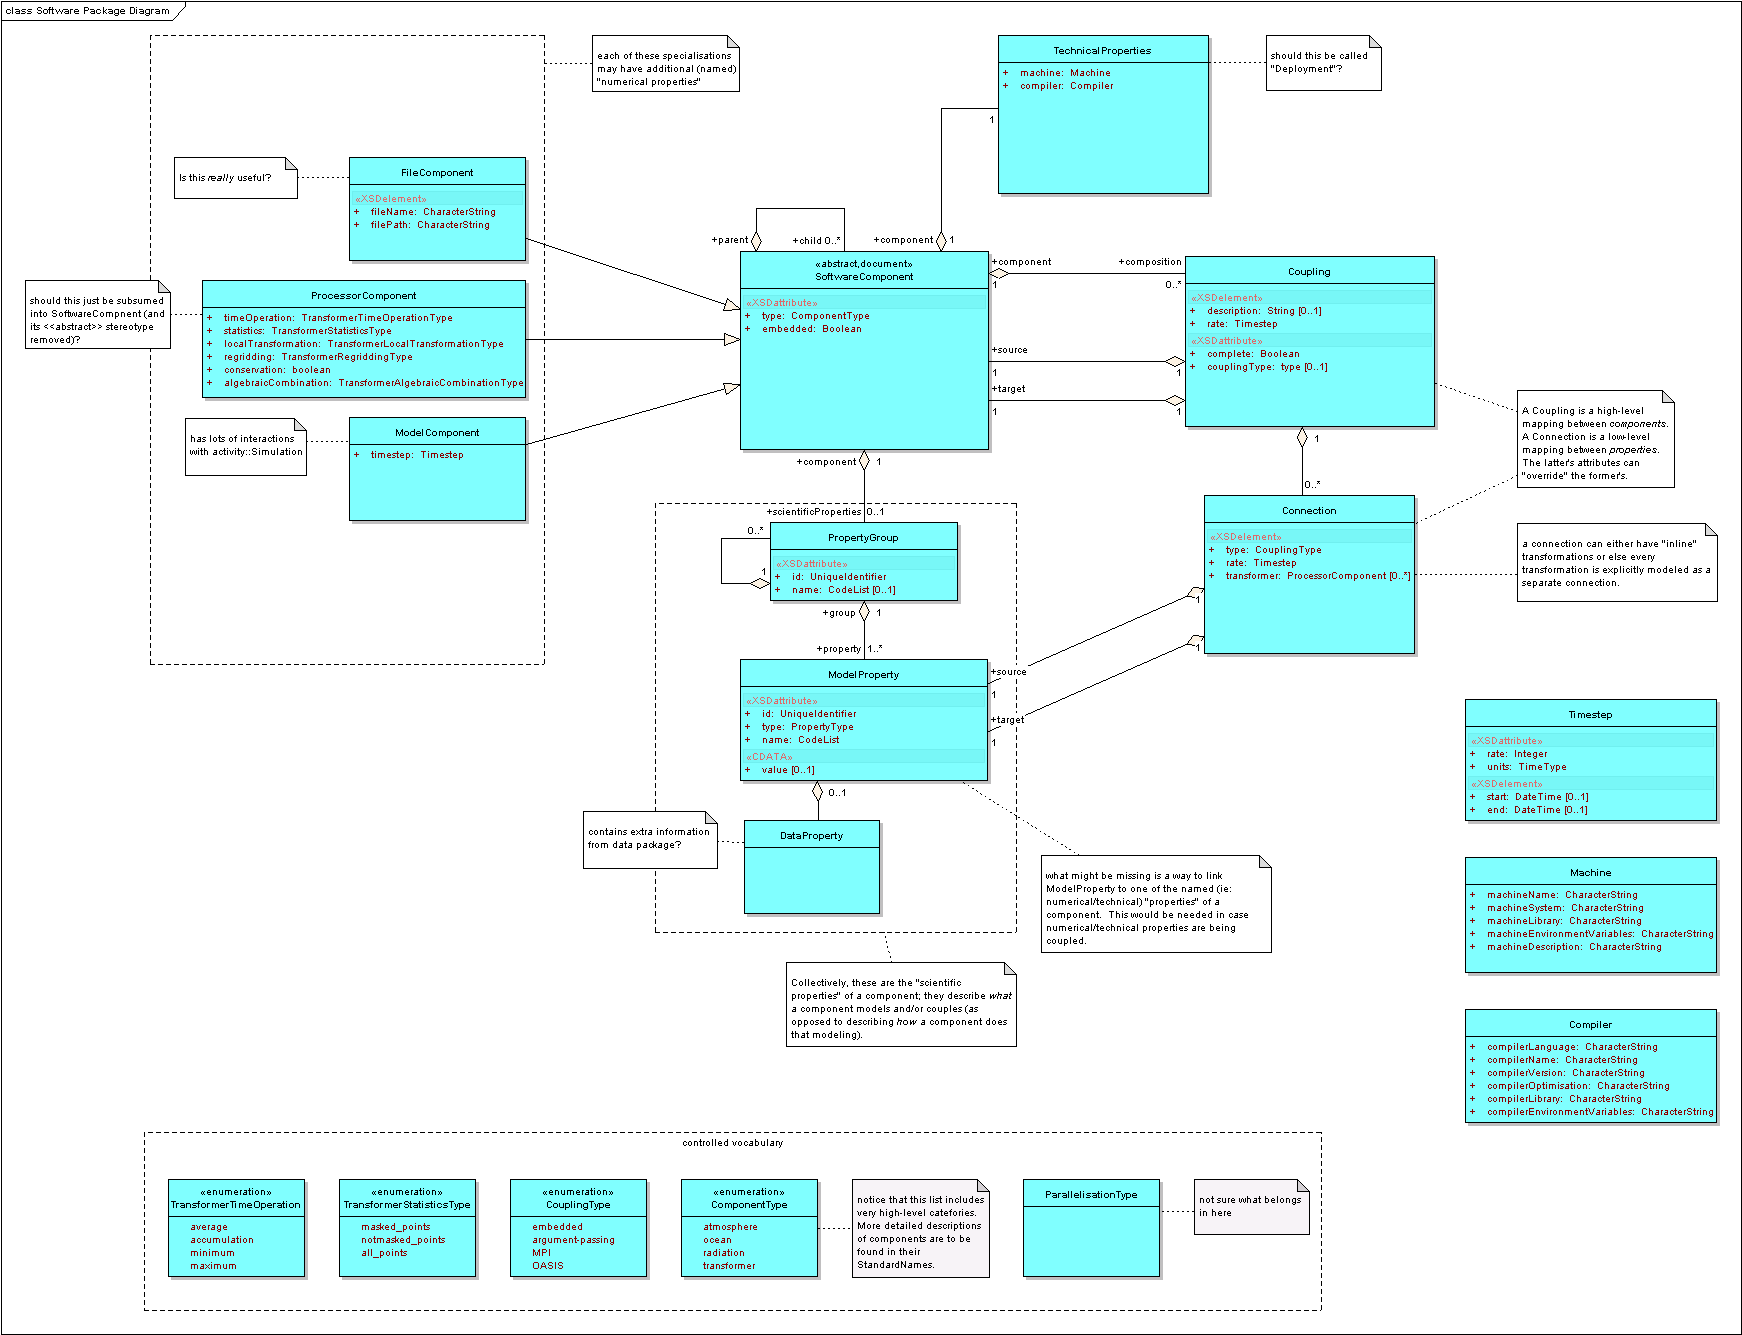 class Software Package Diagram
each of these specialisations
may have additional (named)
"numerical properties"
TechnicalProperties
+ machine: Machine
+ compiler: Compiler
should this be called
"Deployment"?
1
Is this really useful?
FileComponent
«XSDelement»
+ fileName: CharacterString
+ filePath: CharacterString
should this just be subsumed
into SoftwareCompnent (and
its <<abstract>> stereotype
removed)?
ProcessorComponent
+ timeOperation: TransformerTimeOperationType
+ statistics: TransformerStatisticsType
+ localTransformation: TransformerLocalTransformationType
+ regridding: TransformerRegriddingType
+ conservation: boolean
+ algebraicCombination: TransformerAlgebraicCombinationType
has lots of interactions
with activity::Simulation
ModelComponent
+ timestep: Timestep
+parent
+child 0..*
+component
1
«abstract,document»
SoftwareComponent
«XSDattribute»
+ type: ComponentType
+ embedded: Boolean
+component
1
+composition
0..*
+source
1
1
+target
1
1
Coupling
«XSDelement»
+ description: String [0..1]
+ rate: Timestep
«XSDattribute»
+ complete: Boolean
+ couplingType: type [0..1]
A Coupling is a high-level
mapping between components.
A Connection is a low-level
mapping between properties.
The latter's attributes can
"override" the former's.
1
0..*
Connection
«XSDelement»
+ type: CouplingType
+ rate: Timestep
+ transformer: ProcessorComponent [0..*]
a connection can either have "inline"
transformations or else every
transformation is explicitly modeled as a
separate connection.
1
1
+component
1
+scientificProperties
0..1
0..*
1
PropertyGroup
«XSDattribute»
+ id: UniqueIdentifier
+ name: CodeList [0..1]
+group
1
+property
1..*
ModelProperty
«XSDattribute»
+ id: UniqueIdentifier
+ type: PropertyType
+ name: CodeList
«CDATA»
+ value [0..1]
+source
1
+target
1
0..1
DataProperty
contains extra information
from data package?
what might be missing is a way to link
ModelProperty to one of the named (ie:
numerical/technical) "properties" of a
component. This would be needed in case
numerical/technical properties are being
coupled.
Collectively, these are the "scientific
properties" of a component; they describe what
a component models and/or couples (as
opposed to describing how a component does
that modeling).
Timestep
«XSDattribute»
+ rate: Integer
+ units: TimeType
«XSDelement»
+ start: DateTime [0..1]
+ end: DateTime [0..1]
Machine
+ machineName: CharacterString
+ machineSystem: CharacterString
+ machineLibrary: CharacterString
+ machineEnvironmentVariables: CharacterString
+ machineDescription: CharacterString
Compiler
+ compilerLanguage: CharacterString
+ compilerName: CharacterString
+ compilerVersion: CharacterString
+ compilerOptimisation: CharacterString
+ compilerLibrary: CharacterString
+ compilerEnvironmentVariables: CharacterString
controlled vocabulary
«enumeration»
TransformerTimeOperation
average
accumulation
minimum
maximum
«enumeration»
TransformerStatisticsType
masked_points
notmasked_points
all_points
«enumeration»
CouplingType
embedded
argument-passing
MPI
OASIS
«enumeration»
ComponentType
atmosphere
ocean
radiation
transformer
notice that this list includes
very high-level catefories.
More detailed descriptions
of components are to be
found in their
StandardNames.
ParallelisationType
not sure what belongs
in here